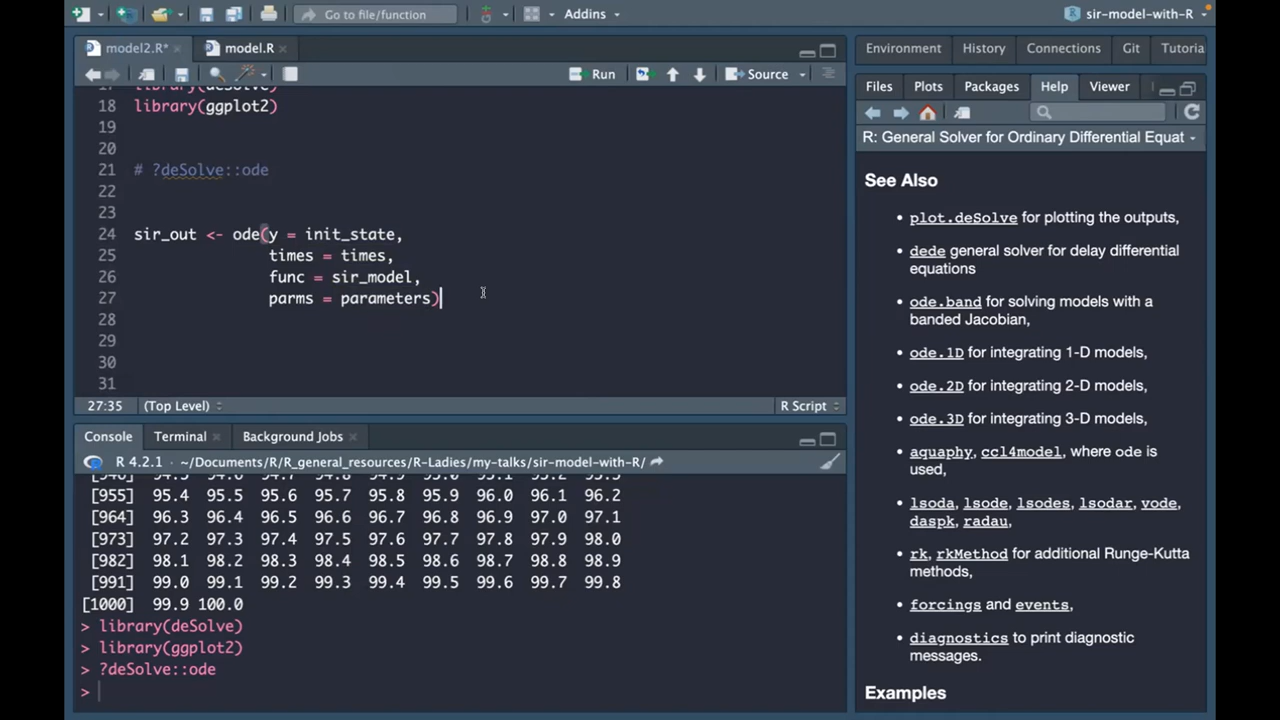 Go to file/function
Addins
sir-model-with-R
model2.R*
model.R
Run
Source
17 library(deSolve)
18 library(ggplot2)
19
20
21 # ?deSolve::ode
22
23
24 sir_out <- ode(y = init_state,
25 times = times,
26 func = sir_model,
27 parms = parameters)
28
29
30
31
27:35
(Top Level)
R Script
Console
Terminal
Background Jobs
R 4.2.1 · ~/Documents/R/R_general_resources/R-Ladies/my-talks/sir-model-with-R/
[955] 95.4 95.5 95.6 95.7 95.8 95.9 96.0 96.1 96.2
[964] 96.3 96.4 96.5 96.6 96.7 96.8 96.9 97.0 97.1
[973] 97.2 97.3 97.4 97.5 97.6 97.7 97.8 97.9 98.0
[982] 98.1 98.2 98.3 98.4 98.5 98.6 98.7 98.8 98.9
[991] 99.0 99.1 99.2 99.3 99.4 99.5 99.6 99.7 99.8
[1000] 99.9 100.0
> library(deSolve)
> library(ggplot2)
> ?deSolve::ode
>
Environment
History
Connections
Git
Tutoria
Files
Plots
Packages
Help
Viewer
R: General Solver for Ordinary Differential Equat
See Also
• plot.deSolve for plotting the outputs,
• dede general solver for delay differential
equations
• ode.band for solving models with a
banded Jacobian,
• ode.1D for integrating 1-D models,
• ode.2D for integrating 2-D models,
• ode.3D for integrating 3-D models,
• aquaphy, ccl4model, where ode is
used,
• lsoda, lsode, lsodes, lsodar, vode,
daspk, radau,
• rk, rkMethod for additional Runge-Kutta
methods,
• forcings and events,
• diagnostics to print diagnostic
messages.
Examples